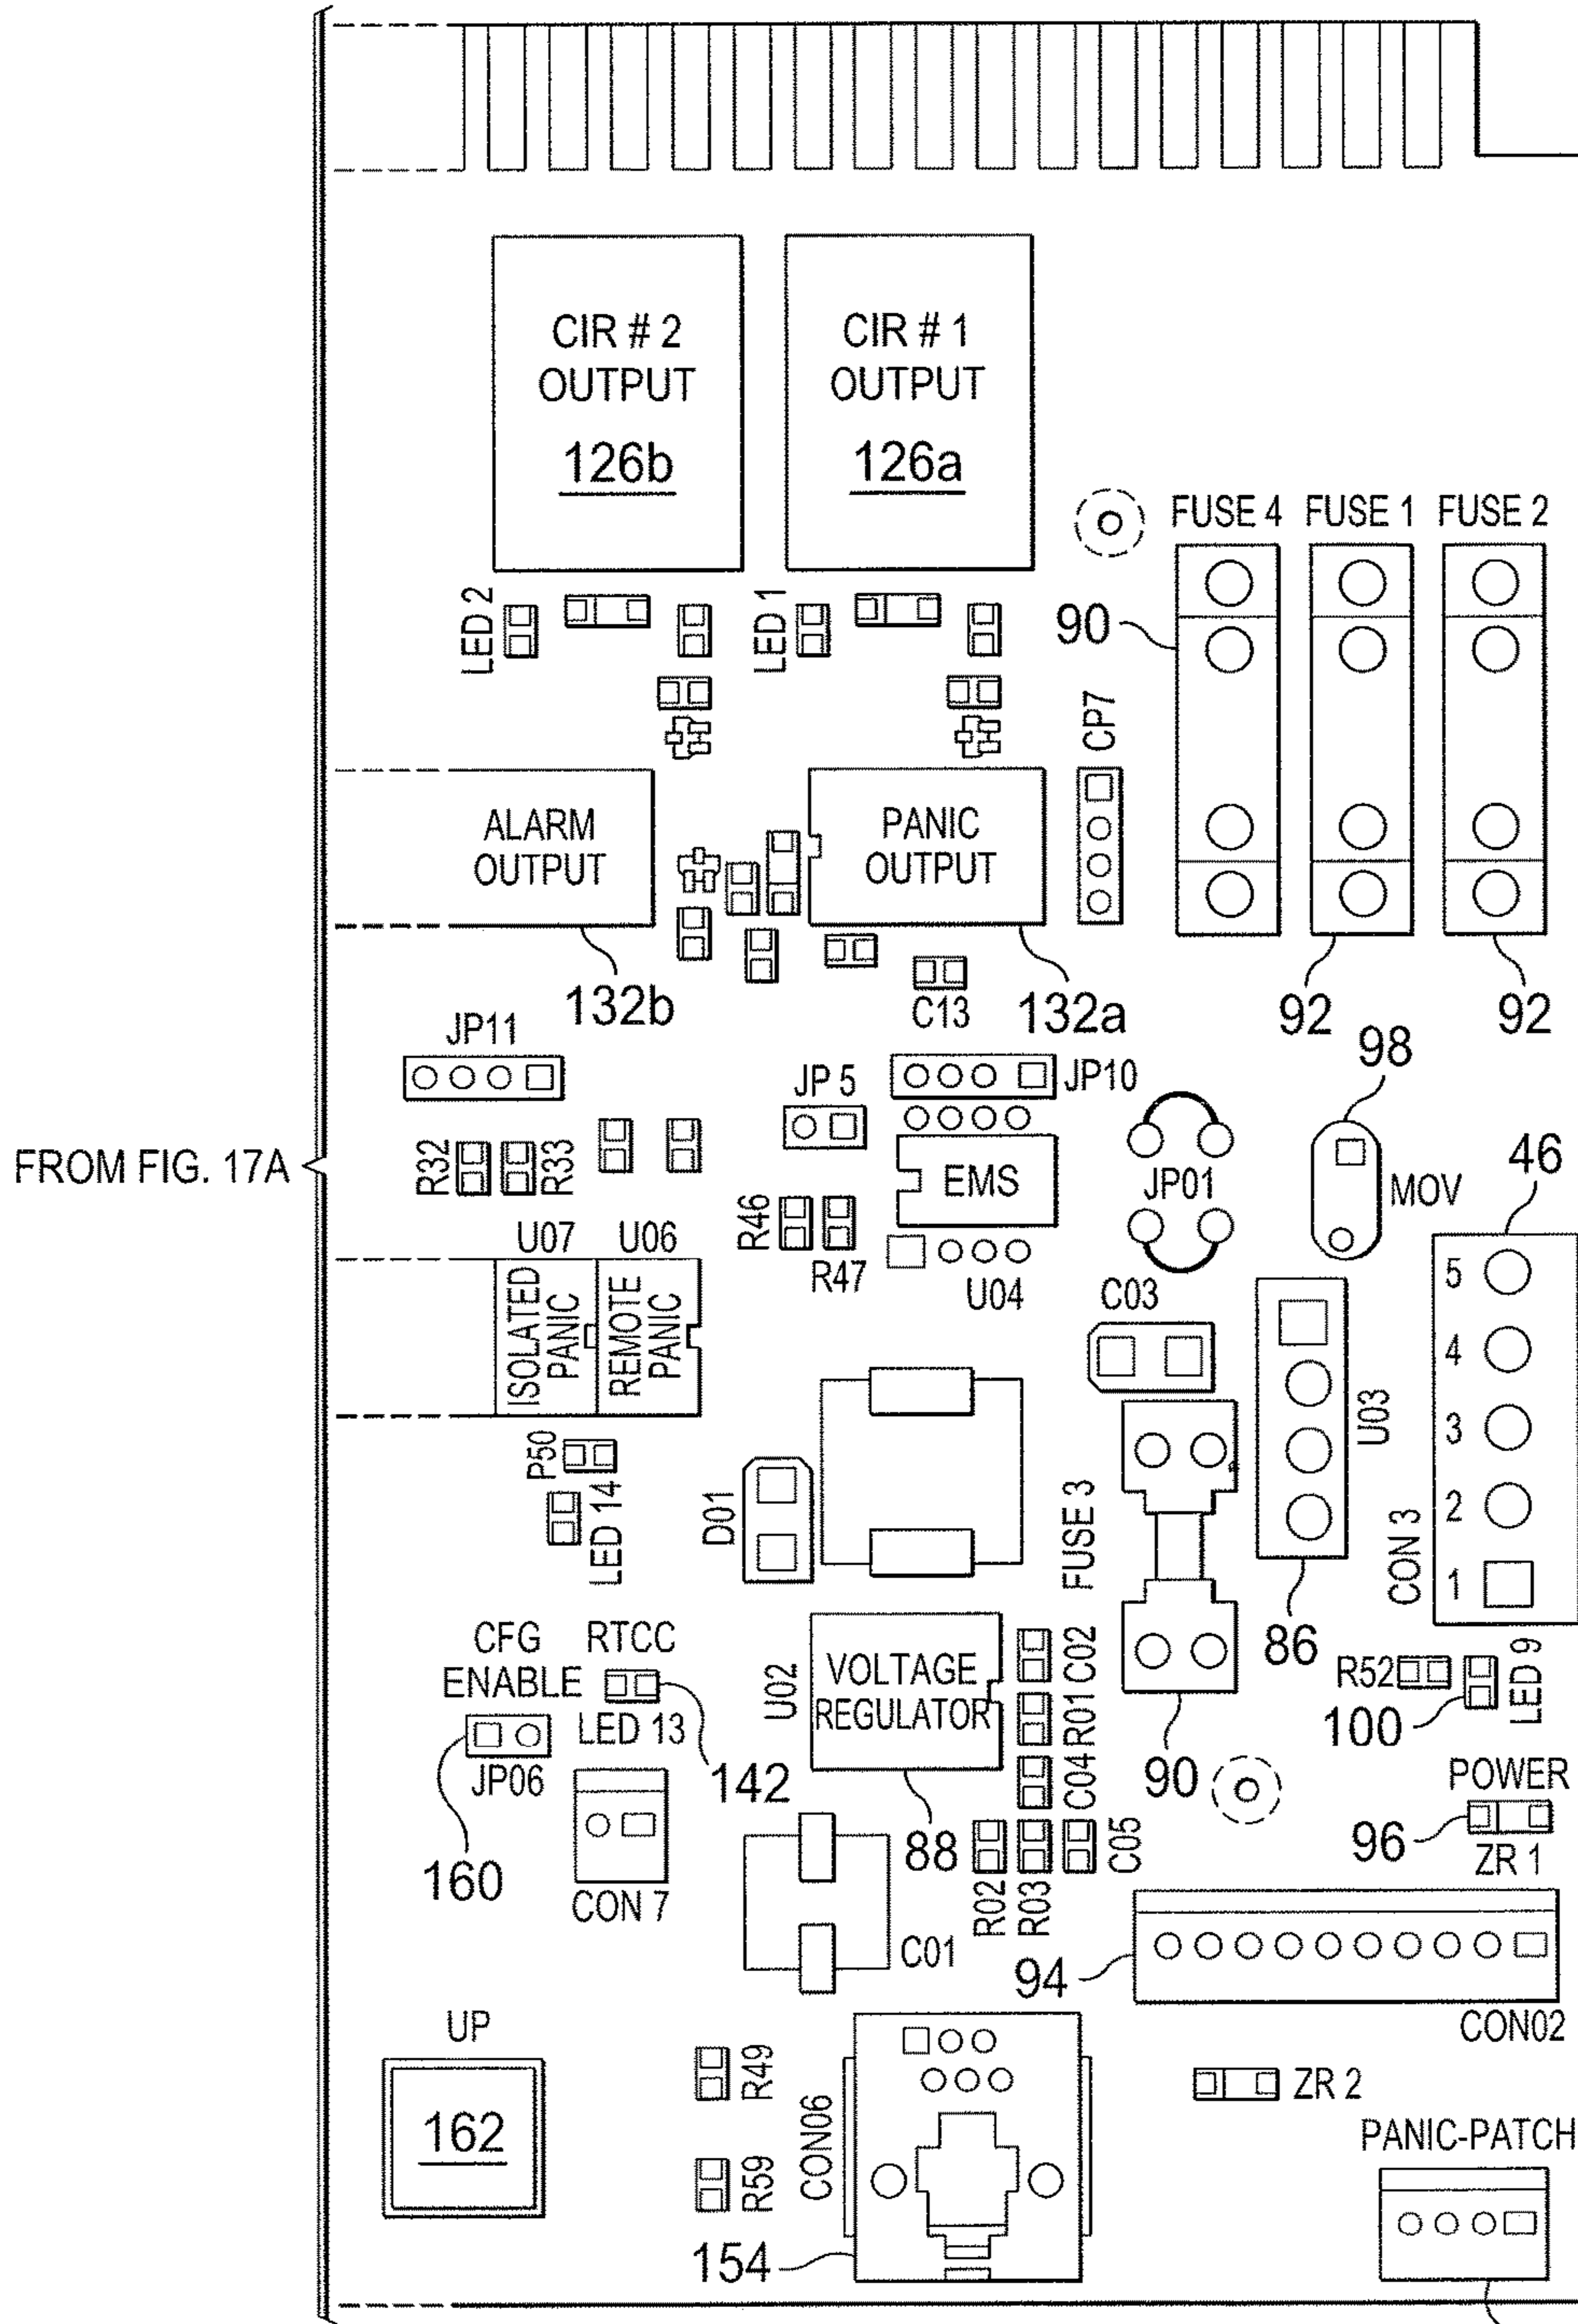 CIR # 2
OUTPUT
126b
CIR # 1
OUTPUT
126a
FUSE 4
FUSE 1
FUSE 2
LED 2
LED 1
90
CP7
ALARM
OUTPUT
PANIC
OUTPUT
132b
C13
132a
92
92
JP11
JP 5
JP10
98
FROM FIG. 17A
R32
R33
EMS
JP01
MOV
46
R46
R47
U04
U07
U06
ISOLATED
PANIC
REMOTE
PANIC
C03
U03
5
4
3
2
1
CON 3
P50
LED 14
D01
FUSE 3
CFG
ENABLE
RTCC
LED 13
JP06
142
160
CON 7
U02
VOLTAGE
REGULATOR
88
C02
R01
C04
C05
R02
R03
90
86
R52
100
LED 9
POWER
96
ZR 1
C01
94
CON02
UP
162
R49
R59
CON06
154
ZR 2
PANIC-PATCH